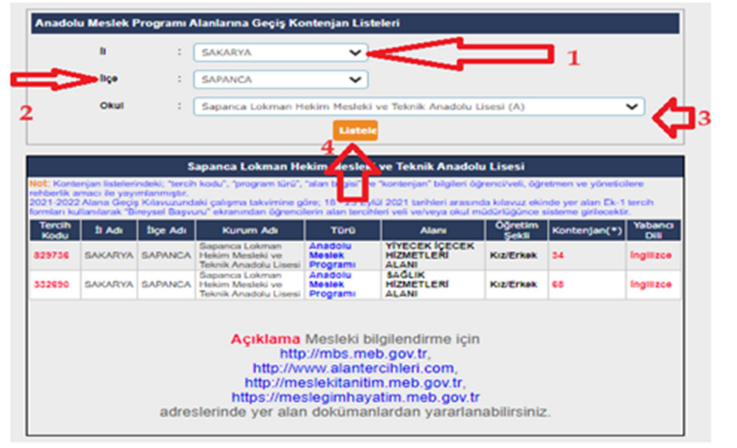 Anadolu Meslek Programı Alanlarına Geçiş Kontenjan Listeleri
İl : SAKARYA
1
İlçe : SAPANCA
2
Okul : Sapanca Lokman Hekim Mesleki ve Teknik Anadolu Lisesi (A)
3
Listele
4
Sapanca Lokman Hekim Mesleki ve Teknik Anadolu Lisesi
Not: Kontenjan listelerindeki; "tercih kodu", "program türü", "alan bilgisi" ve "kontenjan" bilgileri öğrenci/veli, öğretmen ve yöneticilere
rehberlik amacı ile yayımlanmıştır.
2021-2022 Alana Geçiş Kılavuzundaki çalışma takvimine göre; 18 - 23 Eylül 2021 tarihleri arasında kılavuz ekinde yer alan Ek-1 tercih
formları kullanılarak "Bireysel Başvuru" ekranından öğrencilerin alan tercihleri veli ve/veya okul müdürlüğünce sisteme girilecektir.
Tercih Kodu İl Adı İlçe Adı Kurum Adı Türü Alanı Öğretim Şekli Kontenjan(*) Yabancı Dili
829736 SAKARYA SAPANCA Sapanca Lokman Hekim Mesleki ve Teknik Anadolu Lisesi Anadolu Meslek Programı YİYECEK İÇECEK HİZMETLERİ ALANI Kız/Erkek 34 İngilizce
332690 SAKARYA SAPANCA Sapanca Lokman Hekim Mesleki ve Teknik Anadolu Lisesi Anadolu Meslek Programı SAĞLIK HİZMETLERİ ALANI Kız/Erkek 68 İngilizce
Açıklama Mesleki bilgilendirme için
http://mbs.meb.gov.tr,
http://www.alantercihleri.com,
http://meslekitanitim.meb.gov.tr,
https://meslegimhayatim.meb.gov.tr
adreslerinde yer alan dokümanlardan yararlanabilirsiniz.